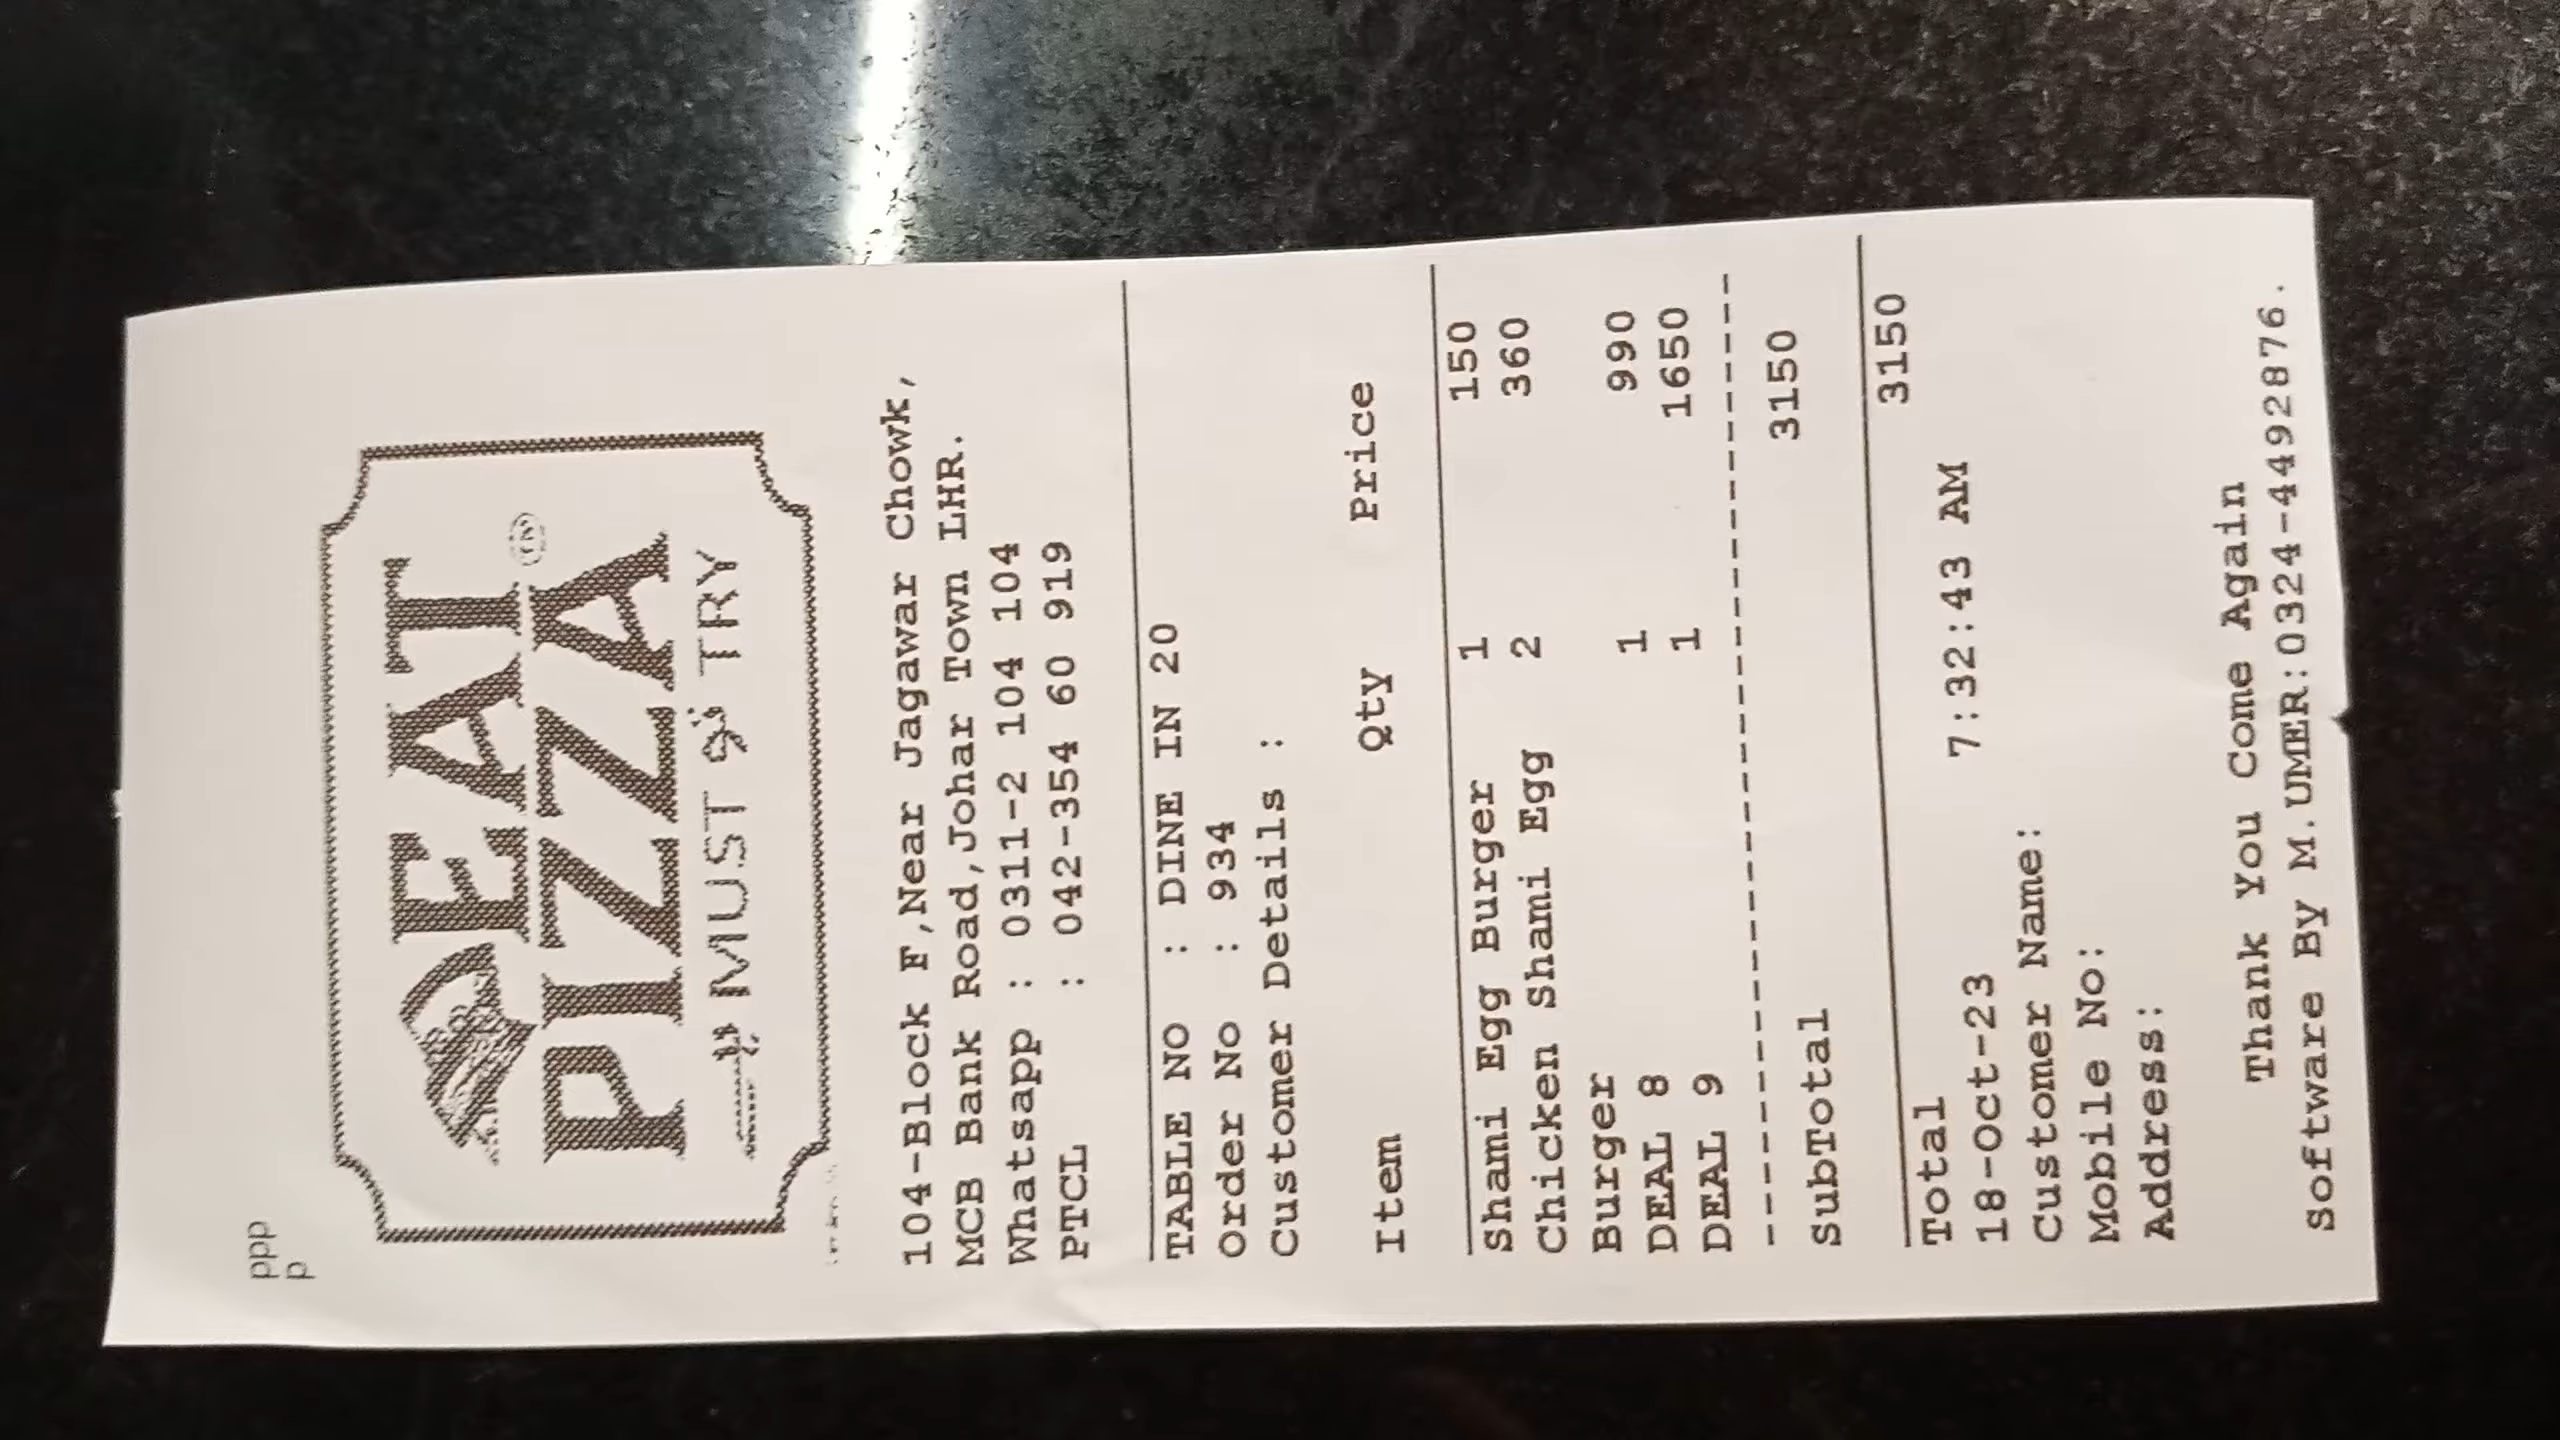 ppp
p
EAT
PIZZA
MUST TRY
104-Block F,Near Jagawar Chowk,
MCB Bank Road,Johar Town LHR.
Whatsapp : 0311-2 104 104
PTCL : 042-354 60 919
TABLE NO : DINE IN 20
Order No : 934
Customer Details :
Item Qty Price
Shami Egg Burger 1 150
Chicken Shami Egg 2 360
Burger
DEAL 8 1 990
DEAL 9 1 1650
SubTotal 3150
Total 3150
18-Oct-23 7:32:43 AM
Customer Name:
Mobile No:
Address:
Thank You Come Again
Software By M.UMER:0324-4492876.